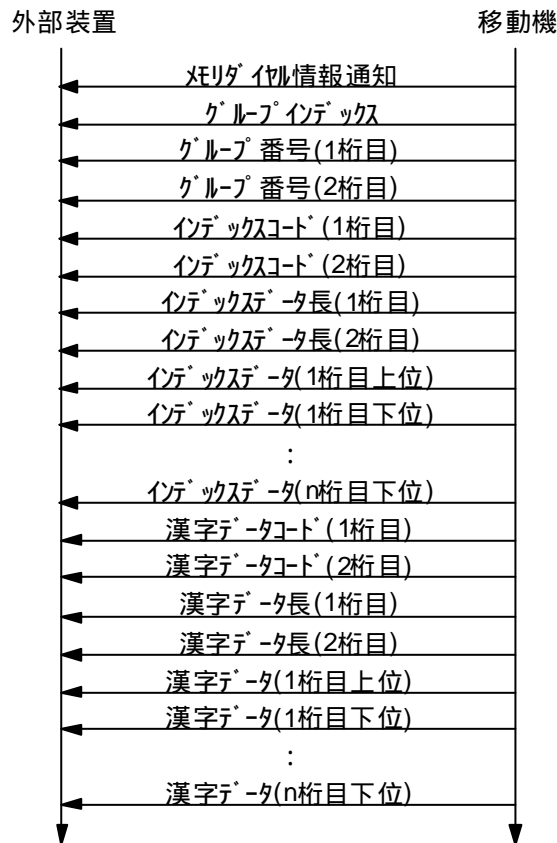 外部装置 移動機
ﾒﾓﾘﾀﾞｲﾔﾙ情報通知
ｸﾞﾙｰﾌﾟｲﾝﾃﾞｯｸｽ
ｸﾞﾙｰﾌﾟ番号(1桁目)
ｸﾞﾙｰﾌﾟ番号(2桁目)
ｲﾝﾃﾞｯｸｽｺｰﾄﾞ(1桁目)
ｲﾝﾃﾞｯｸｽｺｰﾄﾞ(2桁目)
ｲﾝﾃﾞｯｸｽﾃﾞｰﾀ長(1桁目)
ｲﾝﾃﾞｯｸｽﾃﾞｰﾀ長(2桁目)
ｲﾝﾃﾞｯｸｽﾃﾞｰﾀ(1桁目上位)
ｲﾝﾃﾞｯｸｽﾃﾞｰﾀ(1桁目下位)
:
ｲﾝﾃﾞｯｸｽﾃﾞｰﾀ(n桁目下位)
漢字ﾃﾞｰﾀｺｰﾄﾞ(1桁目)
漢字ﾃﾞｰﾀｺｰﾄﾞ(2桁目)
漢字ﾃﾞｰﾀ長(1桁目)
漢字ﾃﾞｰﾀ長(2桁目)
漢字ﾃﾞｰﾀ(1桁目上位)
漢字ﾃﾞｰﾀ(1桁目下位)
:
漢字ﾃﾞｰﾀ(n桁目下位)